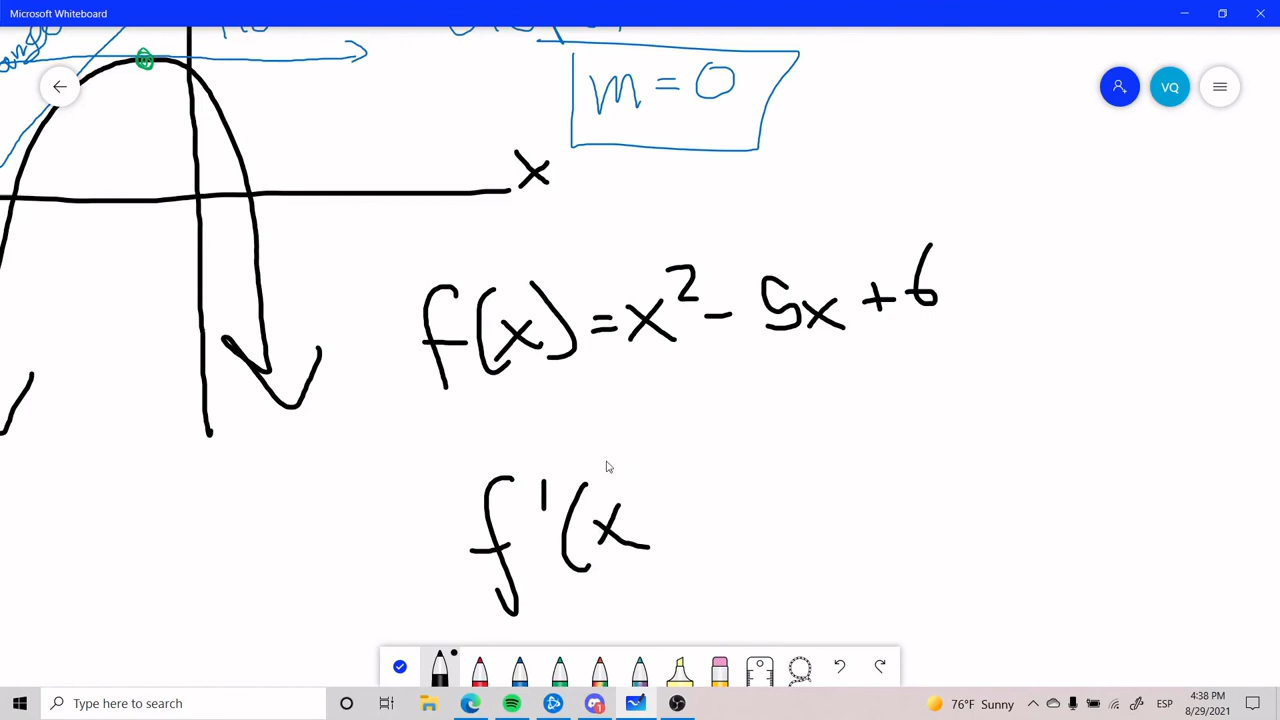 Microsoft Whiteboard
m = 0
VQ
x
f(x) = x² - 5x + 6
f'(x
Type here to search
76°F Sunny
ESP
4:38 PM
8/29/2021